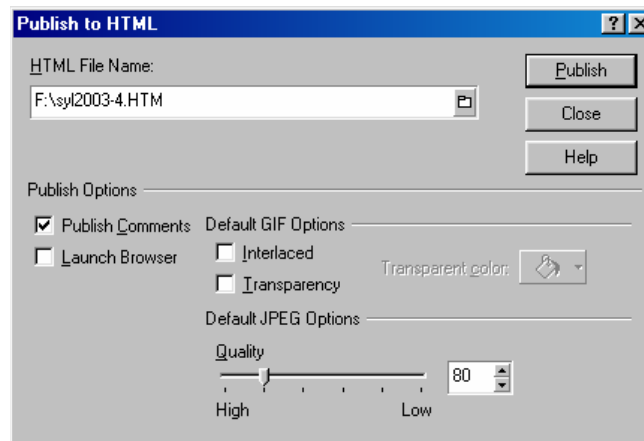 Publish to HTML
HTML File Name:
F:\syl2003-4.HTM
Publish
Close
Help
Publish Options
Publish Comments
Launch Browser
Default GIF Options
Interlaced
Transparency
Transparent color:
Default JPEG Options
Quality
80
High Low